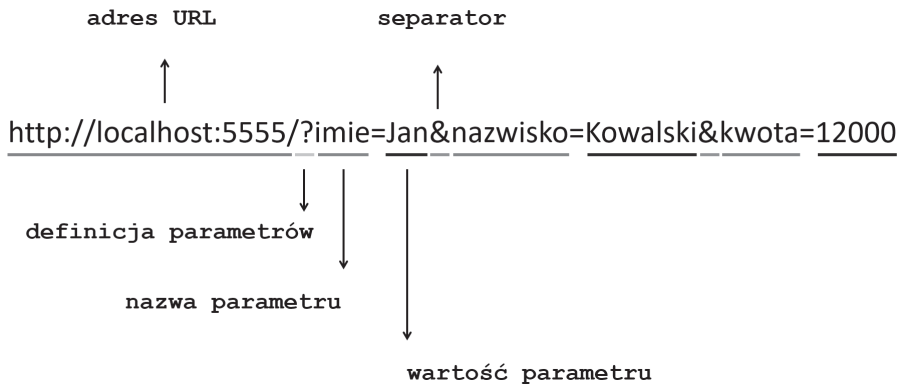 adres URL separator
http://localhost:5555/?imie=Jan&nazwisko=Kowalski&kwota=12000
definicja parametrów
nazwa parametru
wartość parametru